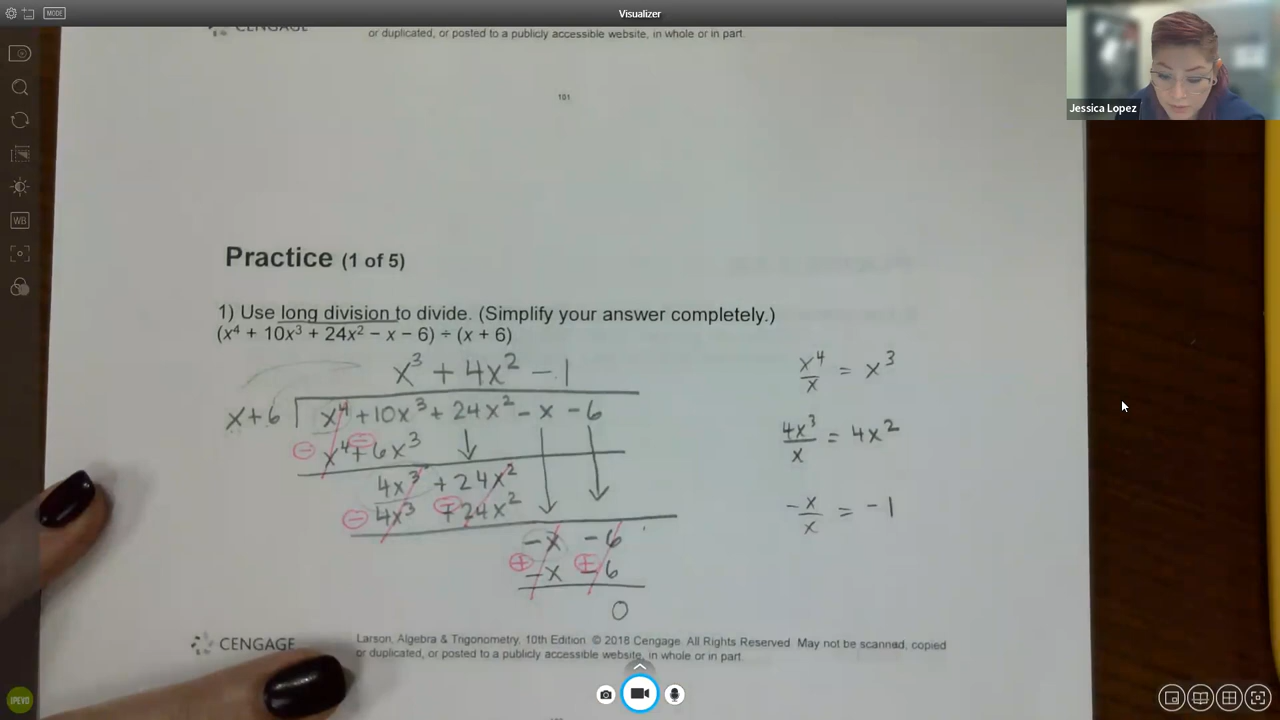 MODE
Visualizer
CENGAGE
or duplicated, or posted to a publicly accessible website, in whole or in part.
Jessica Lopez
101
WB
Practice (1 of 5)
1) Use long division to divide. (Simplify your answer completely.)
(x⁴ + 10x³ + 24x² − x − 6) ÷ (x + 6)
x³ + 4x² − 1
x+6 x⁴ + 10x³ + 24x² − x − 6
− x⁴ + − 6x³
4x³ + 24x²
− 4x³ + − 24x²
−x − 6
+ −x + − 6
0
x⁴/x = x³
4x³/x = 4x²
−x/x = −1
CENGAGE
Larson, Algebra & Trigonometry, 10th Edition. © 2018 Cengage. All Rights Reserved. May not be scanned, copied
or duplicated, or posted to a publicly accessible website, in whole or in part.
IPEVO